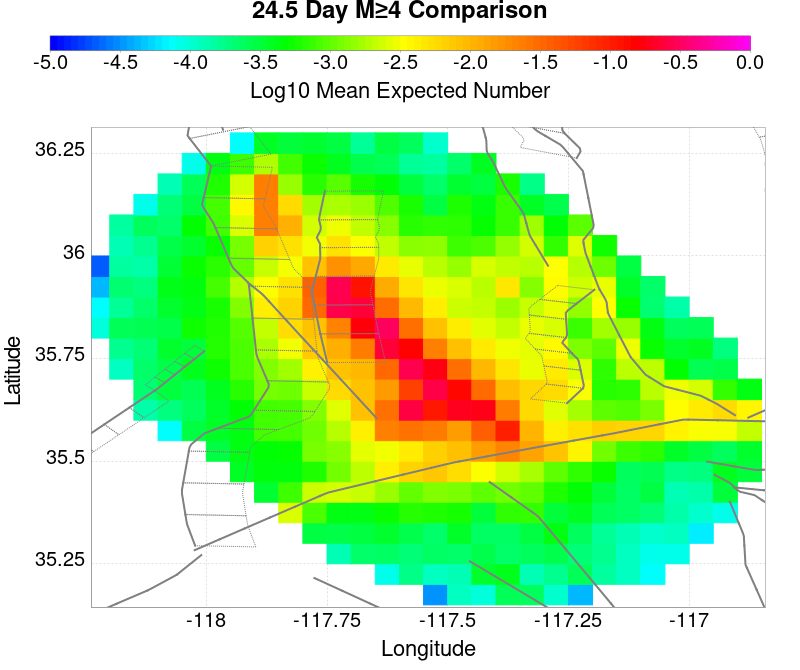 24.5 Day M≥4 Comparison
-5.0 -4.5 -4.0 -3.5 -3.0 -2.5 -2.0 -1.5 -1.0 -0.5 0.0
Log10 Mean Expected Number
36.25
36
35.75
35.5
35.25
Latitude
-118 -117.75 -117.5 -117.25 -117
Longitude